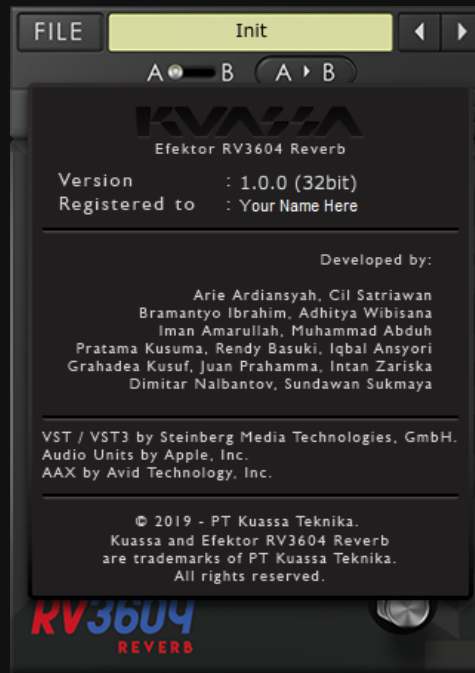 FILE Init
A B A B
KUASSA
Efektor RV3604 Reverb
Version : 1.0.0 (32bit)
Registered to : Your Name Here
Developed by:
Arie Ardiansyah, Cil Satriawan
Bramantyo Ibrahim, Adhitya Wibisana
Iman Amarullah, Muhammad Abduh
Pratama Kusuma, Rendy Basuki, Iqbal Ansyori
Grahadea Kusuf, Juan Prahamma, Intan Zariska
Dimitar Nalbantov, Sundawan Sukmaya
VST / VST3 by Steinberg Media Technologies, GmbH.
Audio Units by Apple, Inc.
AAX by Avid Technology, Inc.
© 2019 - PT Kuassa Teknika.
Kuassa and Efektor RV3604 Reverb
are trademarks of PT Kuassa Teknika.
All rights reserved.
RV3604
REVERB